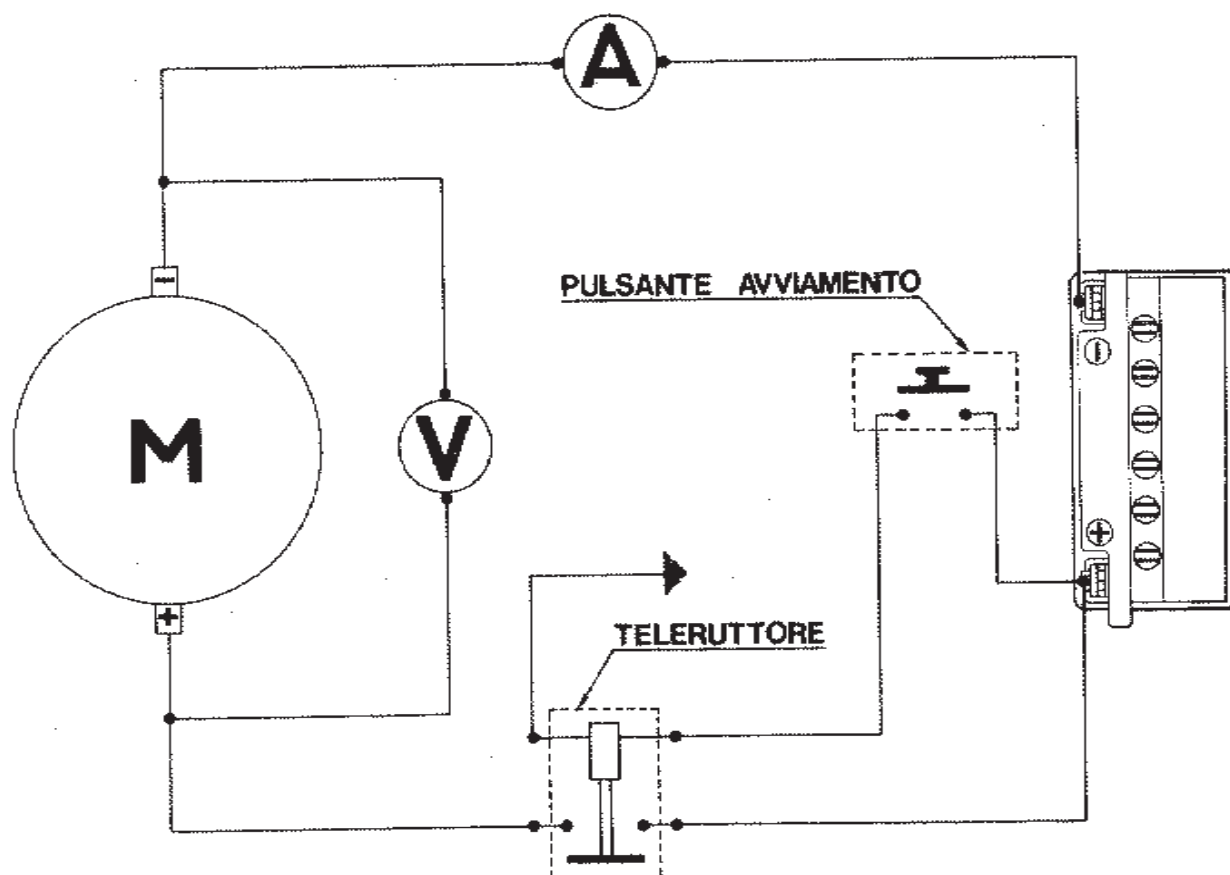 A
-
PULSANTE AVVIAMENTO
-
M
V
+
+
TELERUTTORE